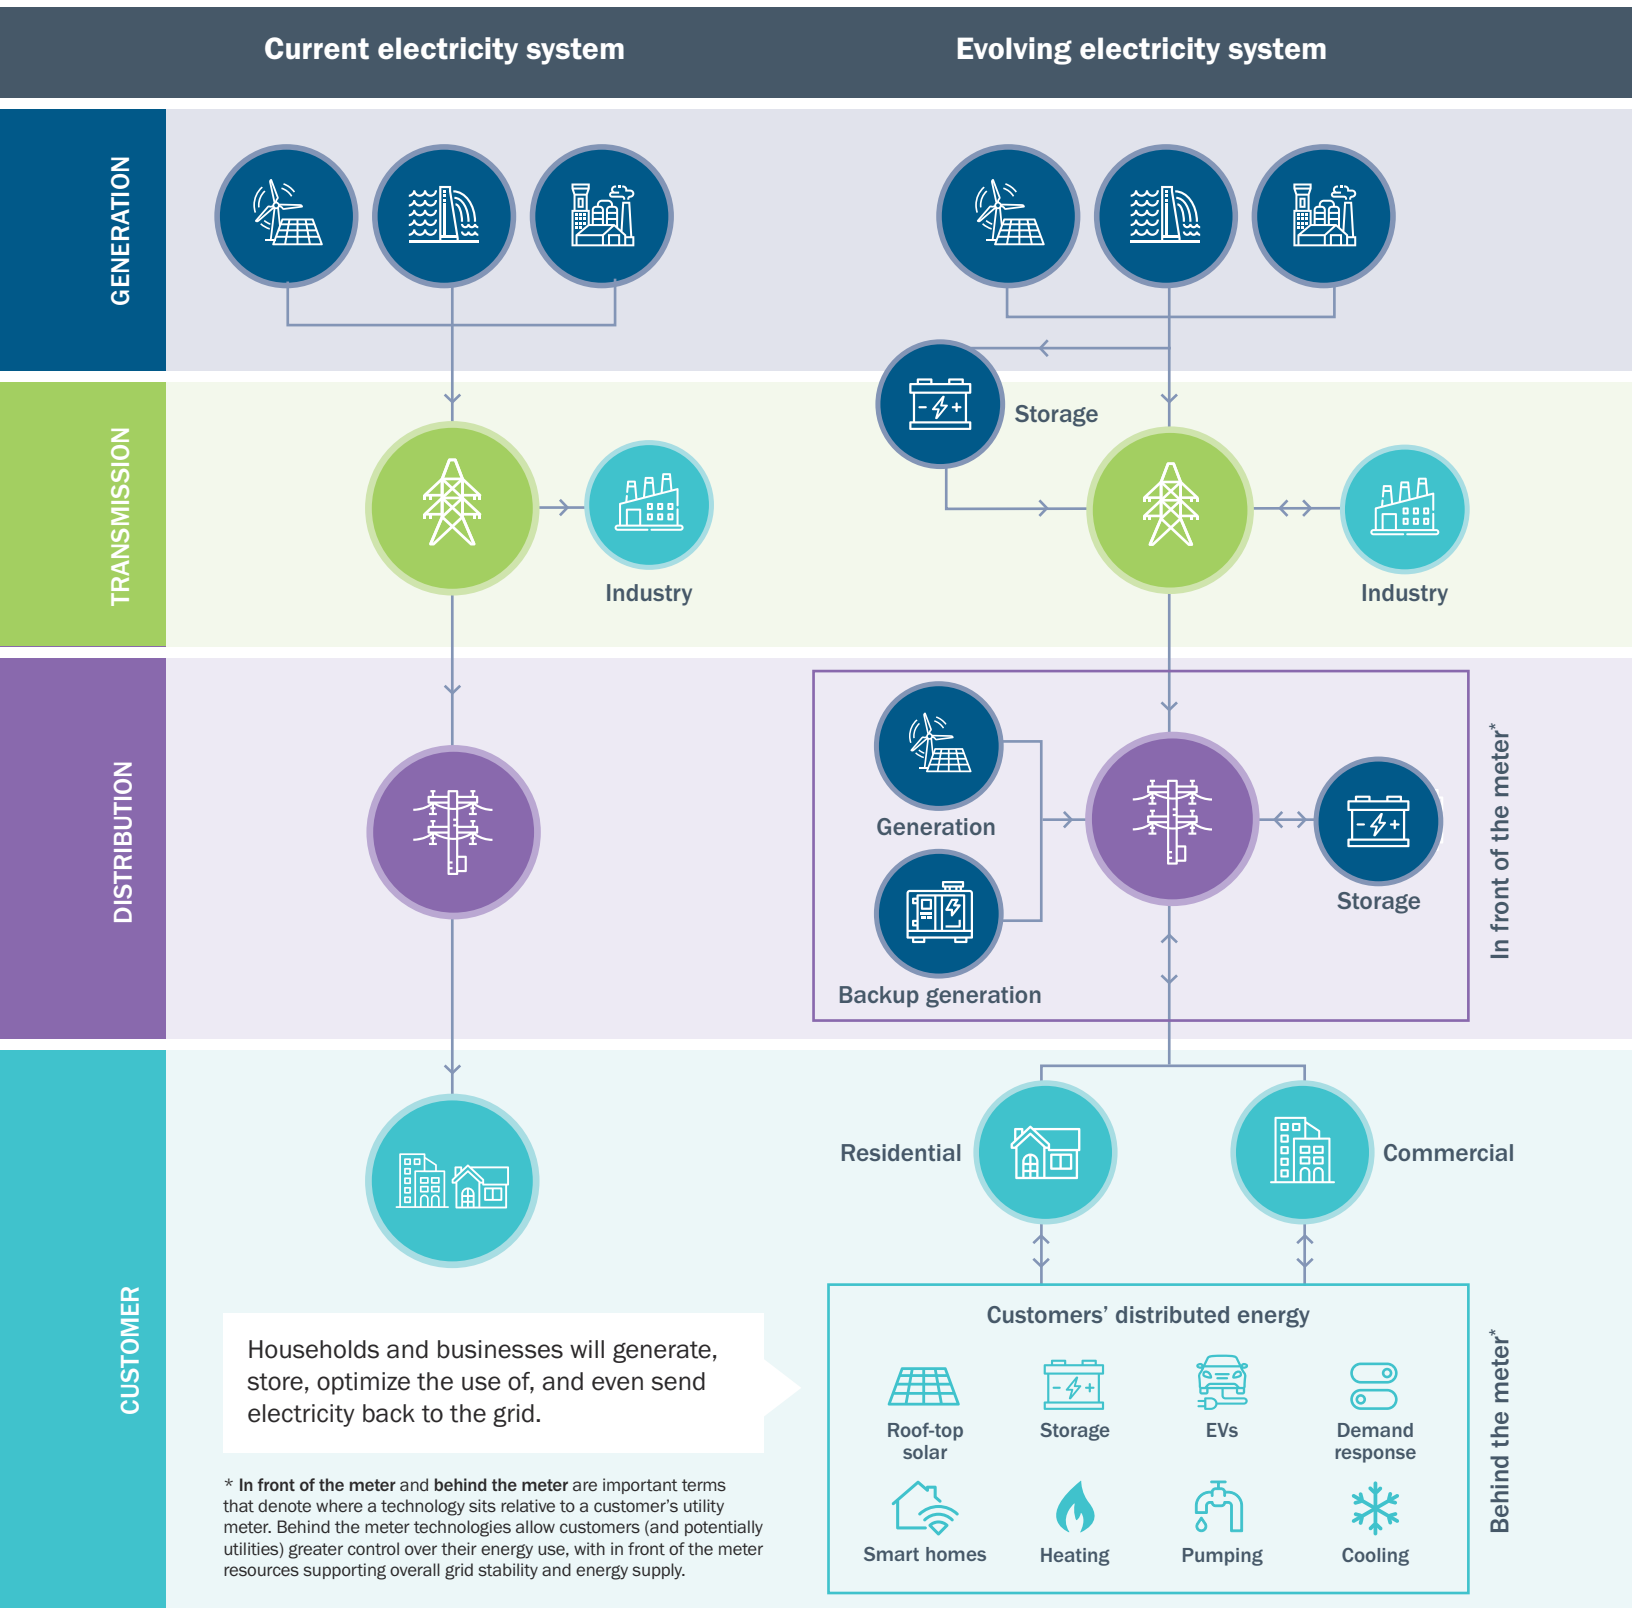 Current electricity system
Evolving electricity system
GENERATION
TRANSMISSION
Storage
Industry
Industry
DISTRIBUTION
Generation
Backup generation
Storage
In front of the meter*
CUSTOMER
Residential
Commercial
Households and businesses will generate,
store, optimize the use of, and even send
electricity back to the grid.
* In front of the meter and behind the meter are important terms
that denote where a technology sits relative to a customer’s utility
meter. Behind the meter technologies allow customers (and potentially
utilities) greater control over their energy use, with in front of the meter
resources supporting overall grid stability and energy supply.
Customers’ distributed energy
Roof-top
solar
Storage
EVs
Demand
response
Smart homes
Heating
Pumping
Cooling
Behind the meter*